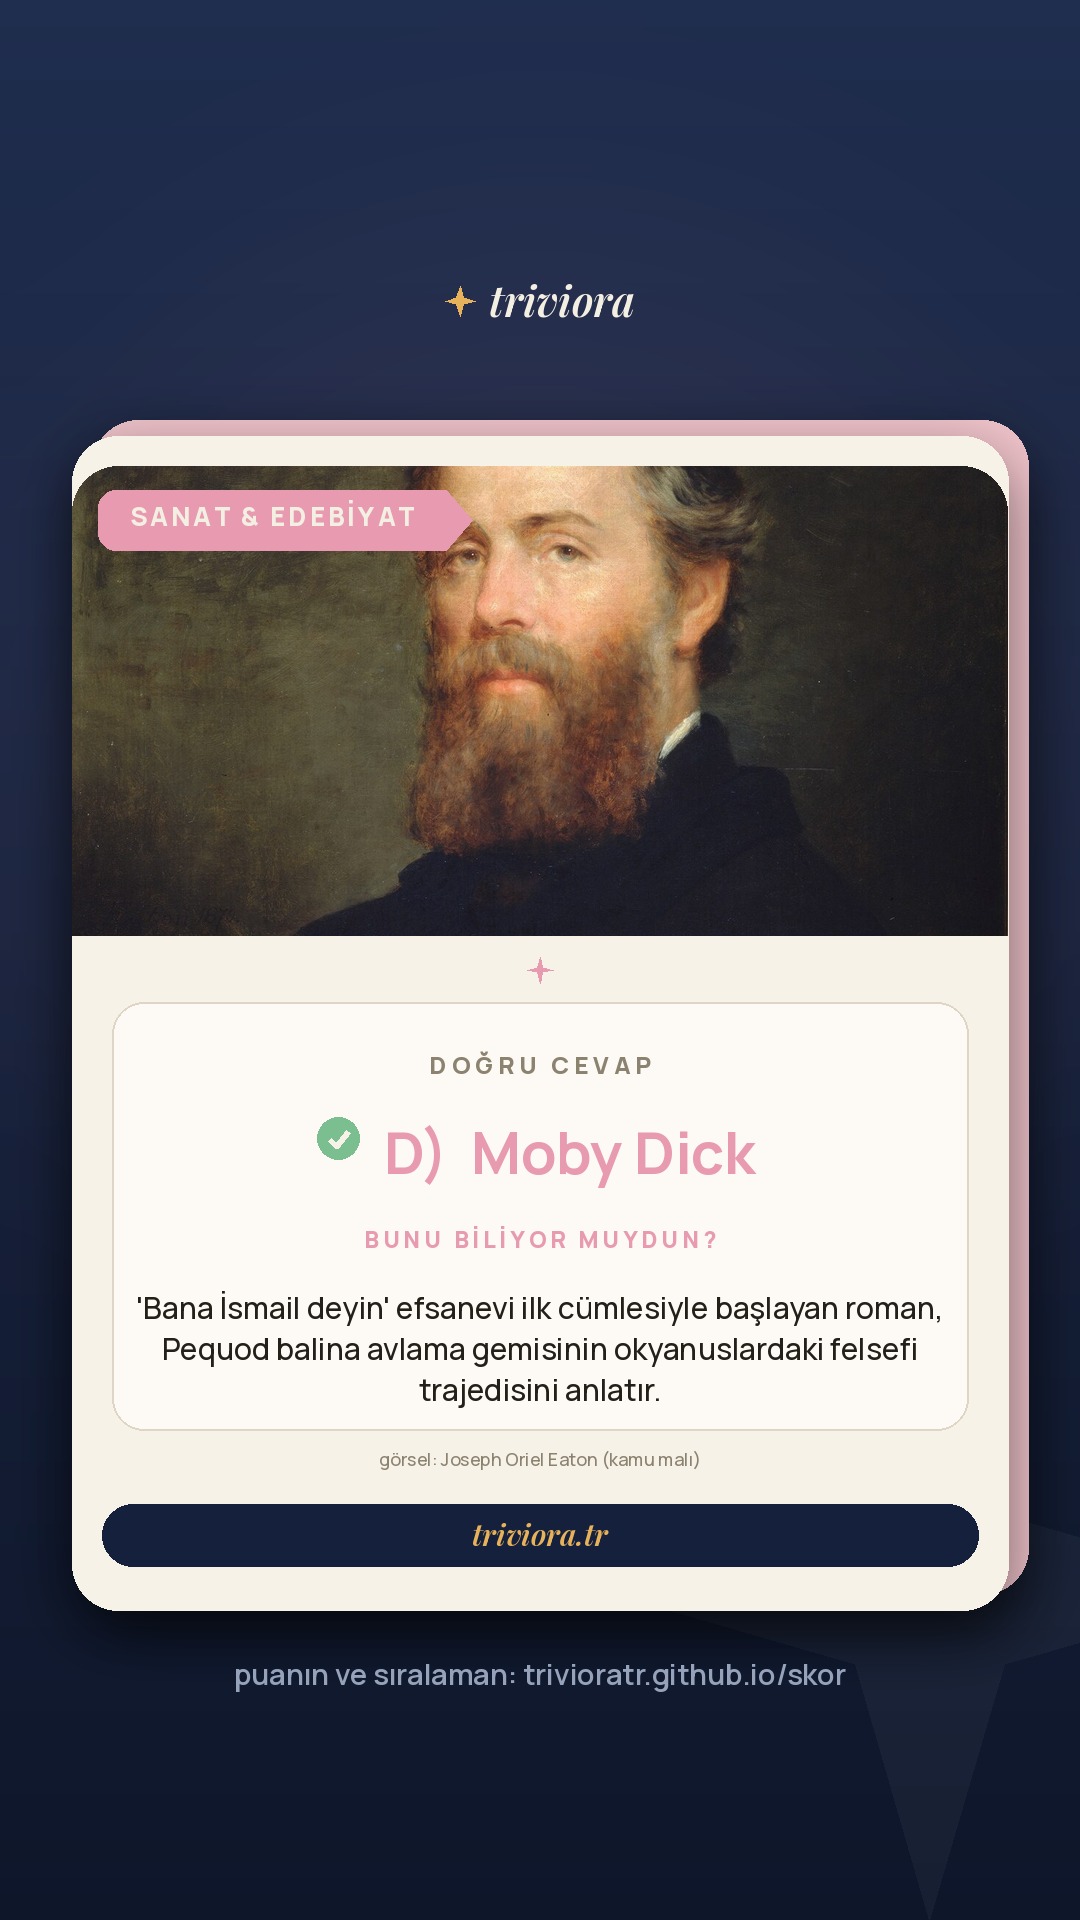 triviora
SANAT & EDEBİYAT
DOĞRU CEVAP
D) Moby Dick
BUNU BİLİYOR MUYDUN?
'Bana İsmail deyin' efsanevi ilk cümlesiyle başlayan roman,
Pequod balina avlama gemisinin okyanuslardaki felsefi
trajedisini anlatır.
görsel: Joseph Oriel Eaton (kamu malı)
triviora.tr
puanın ve sıralaman: trivioratr.github.io/skor